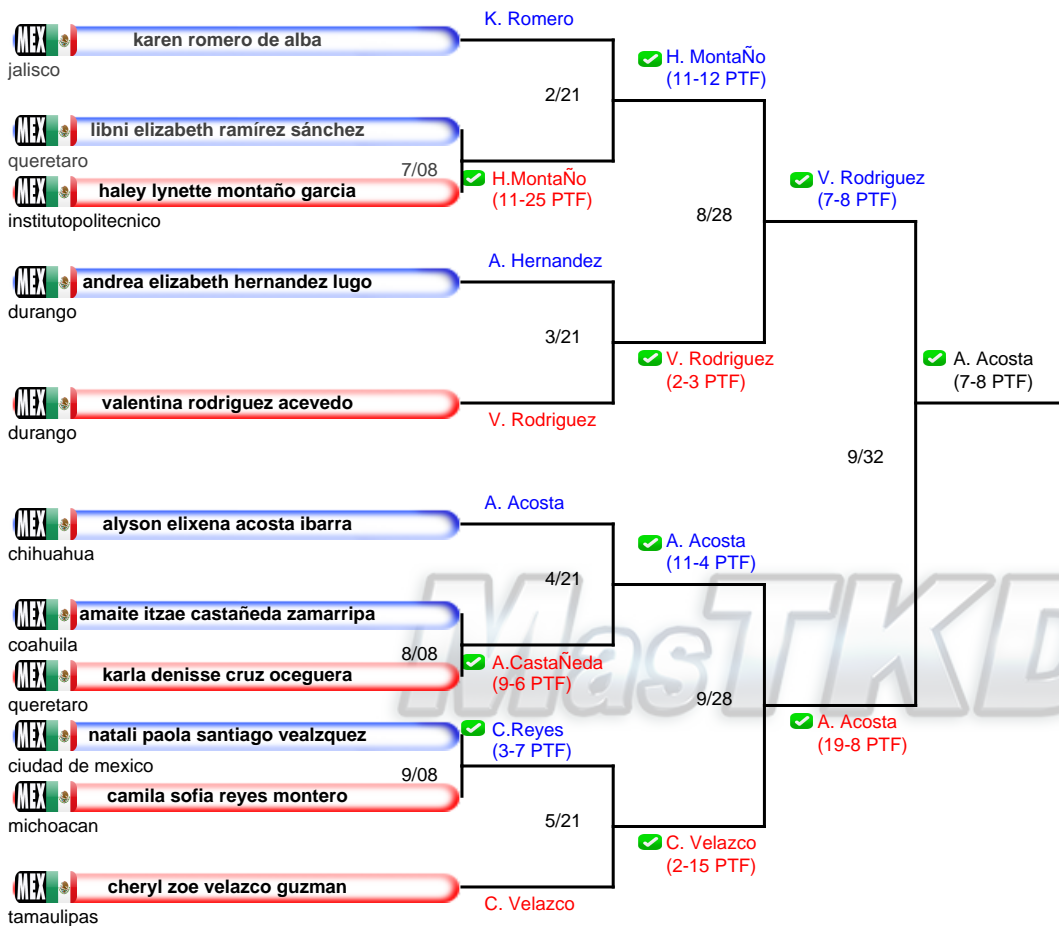 K. Romero
MEX karen romero de alba
jalisco
H. MontaÑo
(11-12 PTF)
2/21
MEX libni elizabeth ramírez sánchez
queretaro
7/08
H.MontaÑo
(11-25 PTF)
MEX haley lynette montaño garcia
institutopolitecnico
V. Rodriguez
(7-8 PTF)
8/28
A. Hernandez
MEX andrea elizabeth hernandez lugo
durango
3/21
V. Rodriguez
(2-3 PTF)
A. Acosta
(7-8 PTF)
MEX valentina rodriguez acevedo
V. Rodriguez
durango
9/32
A. Acosta
MEX alyson elixena acosta ibarra
chihuahua
A. Acosta
(11-4 PTF)
4/21
MEX amaite itzae castañeda zamarripa
coahuila
8/08
A.CastaÑeda
(9-6 PTF)
MEX karla denisse cruz oceguera
queretaro
MasTKD
9/28
A. Acosta
(19-8 PTF)
MEX natali paola santiago vealzquez
ciudad de mexico
C.Reyes
(3-7 PTF)
9/08
MEX camila sofia reyes montero
michoacan
5/21
C. Velazco
(2-15 PTF)
MEX cheryl zoe velazco guzman
C. Velazco
tamaulipas